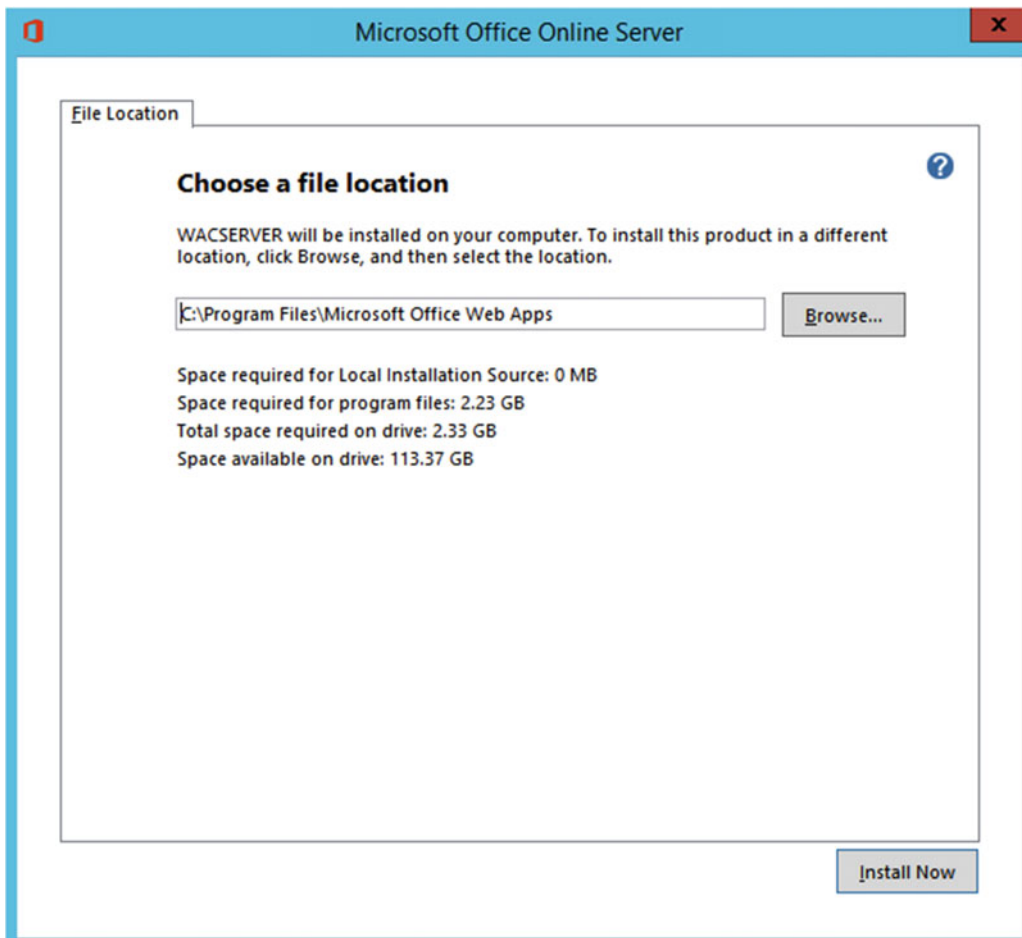 Microsoft Office Online Server
x
File Location
?
Choose a file location
WACSERVER will be installed on your computer. To install this product in a different
location, click Browse, and then select the location.
C:\Program Files\Microsoft Office Web Apps
Browse...
Space required for Local Installation Source: 0 MB
Space required for program files: 2.23 GB
Total space required on drive: 2.33 GB
Space available on drive: 113.37 GB
Install Now